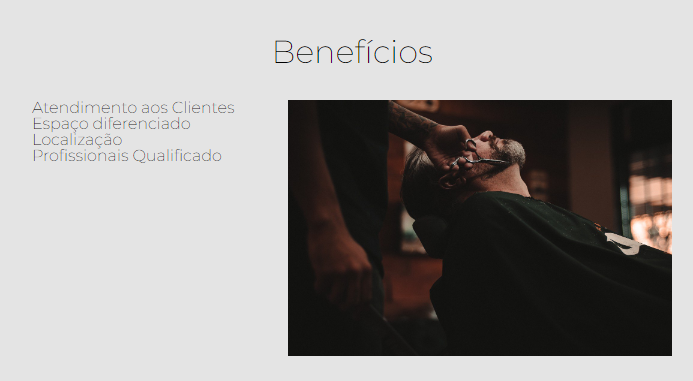 Benefícios
Atendimento aos Clientes
Espaço diferenciado
Localização
Profissionais Qualificado